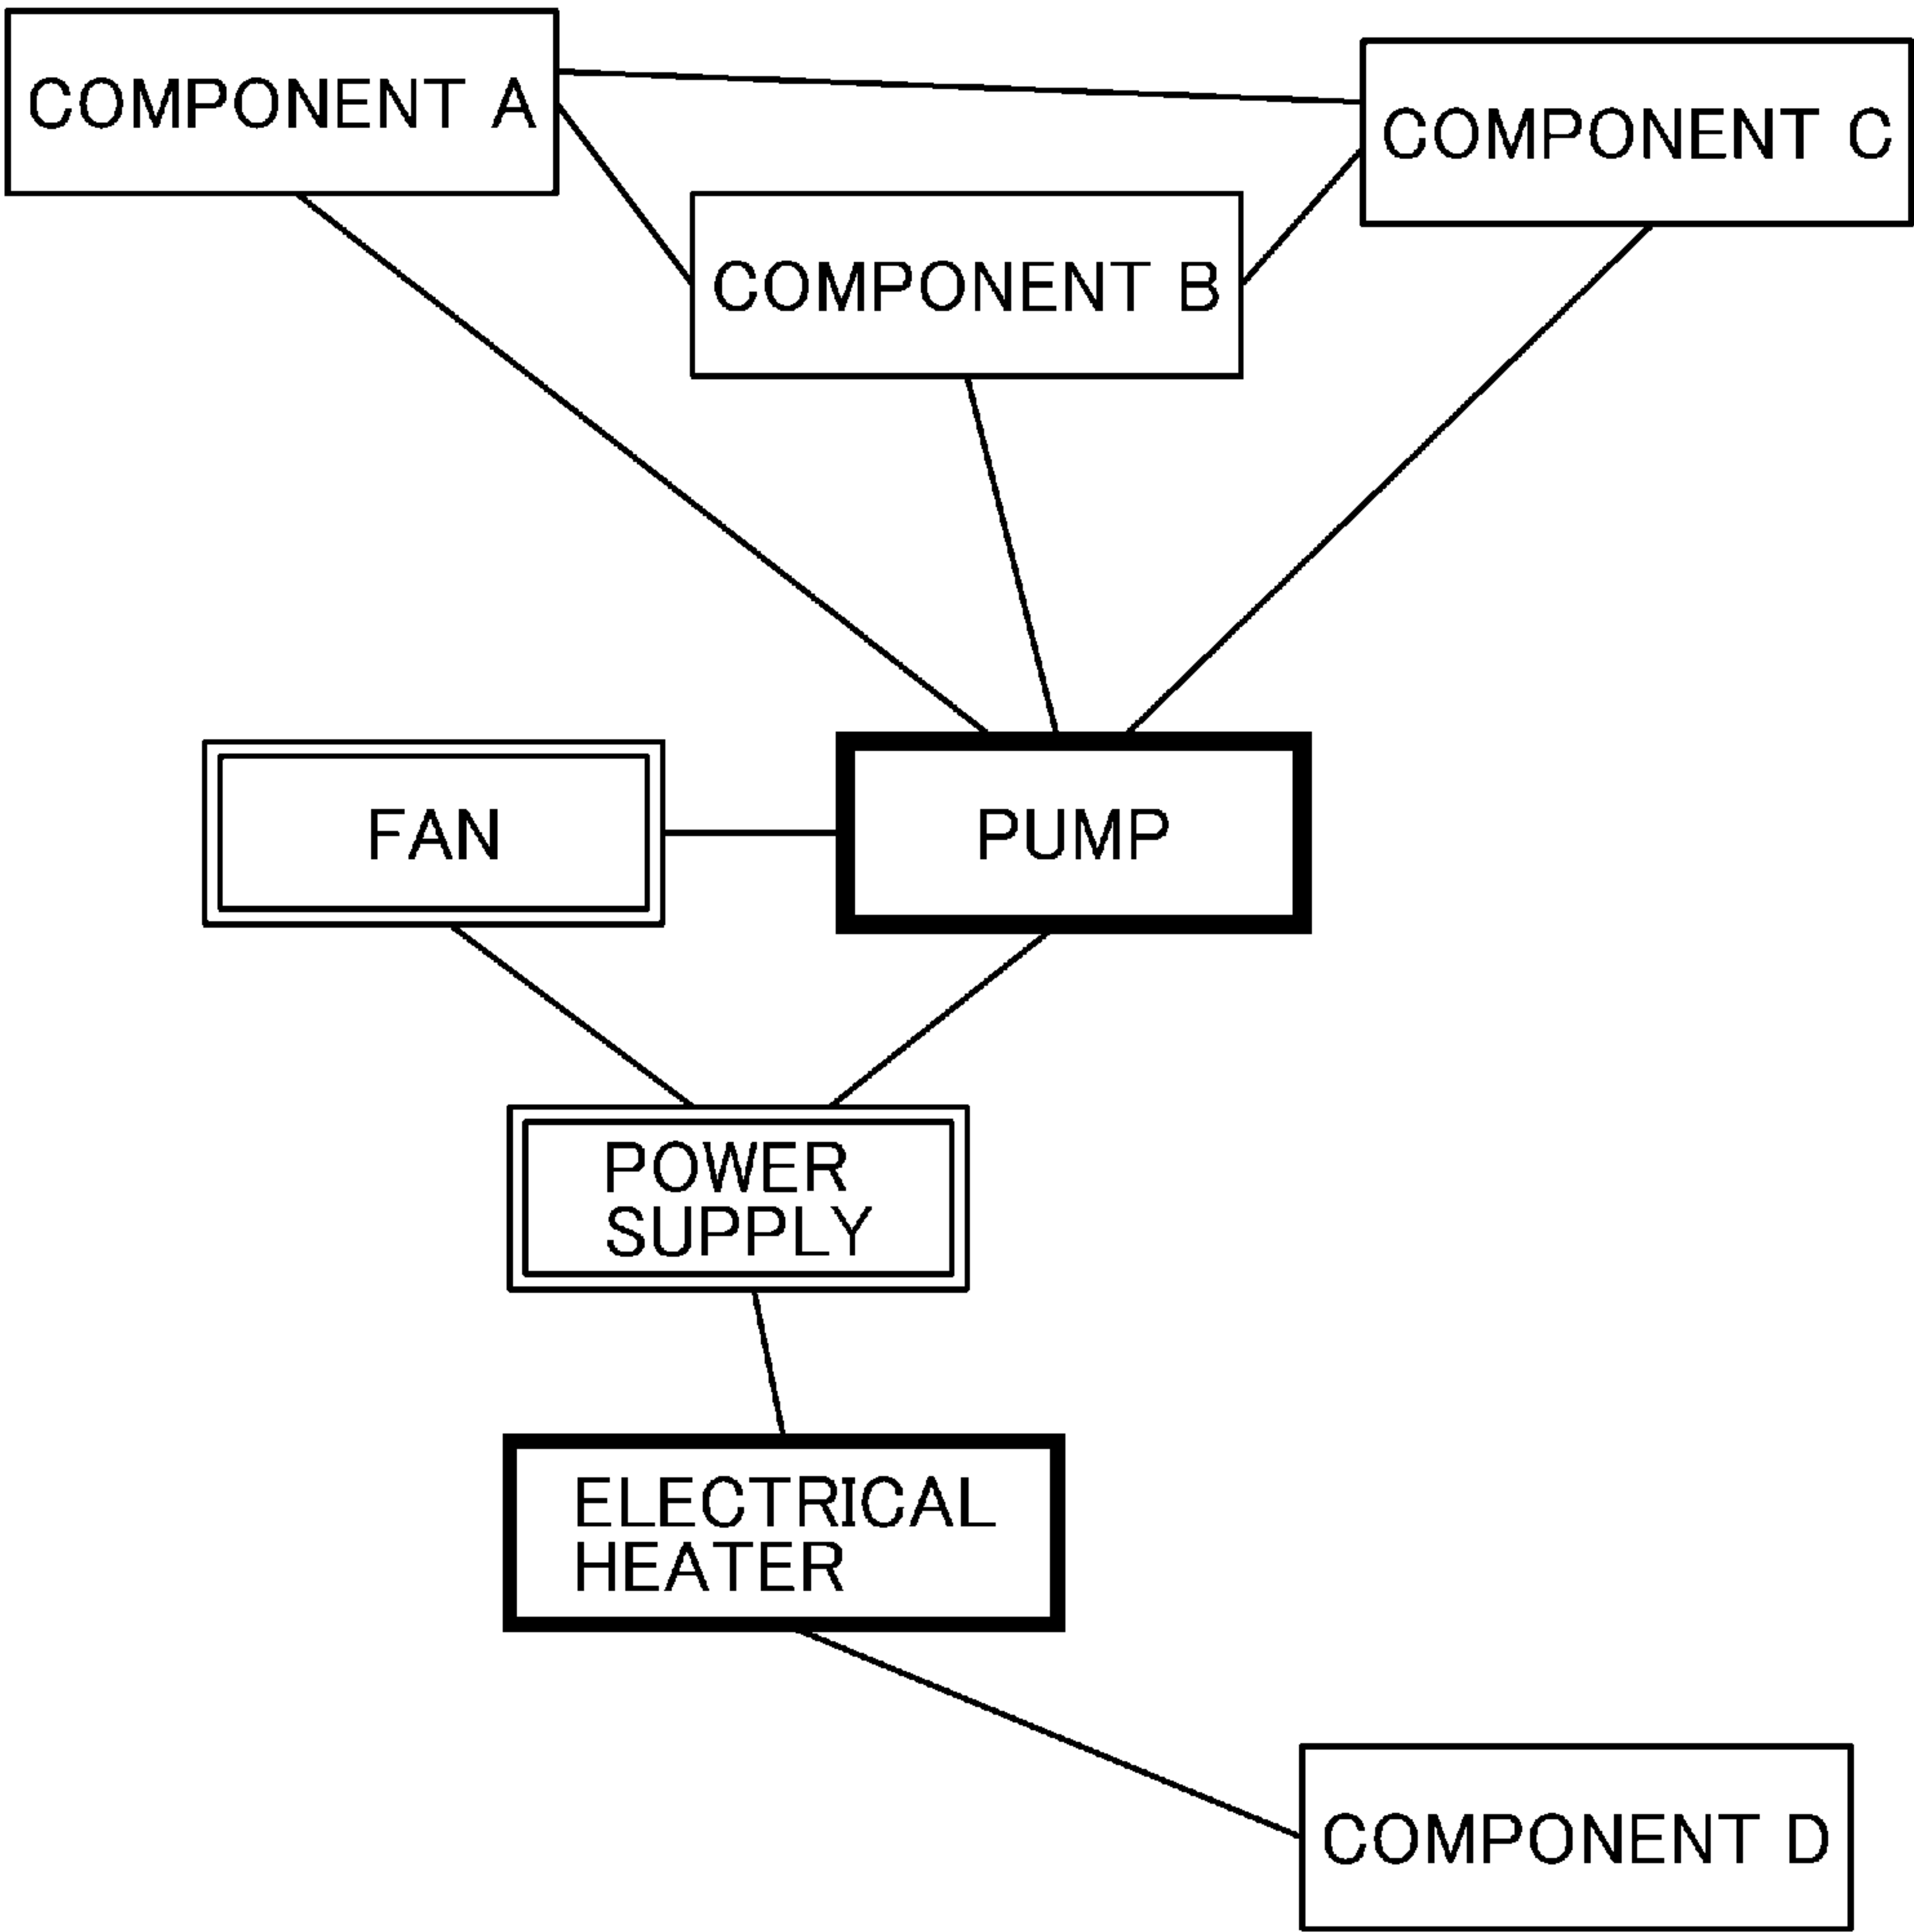 COMPONENT A
COMPONENT C
COMPONENT B
FAN
PUMP
POWER
SUPPLY
ELECTRICAL
HEATER
COMPONENT D